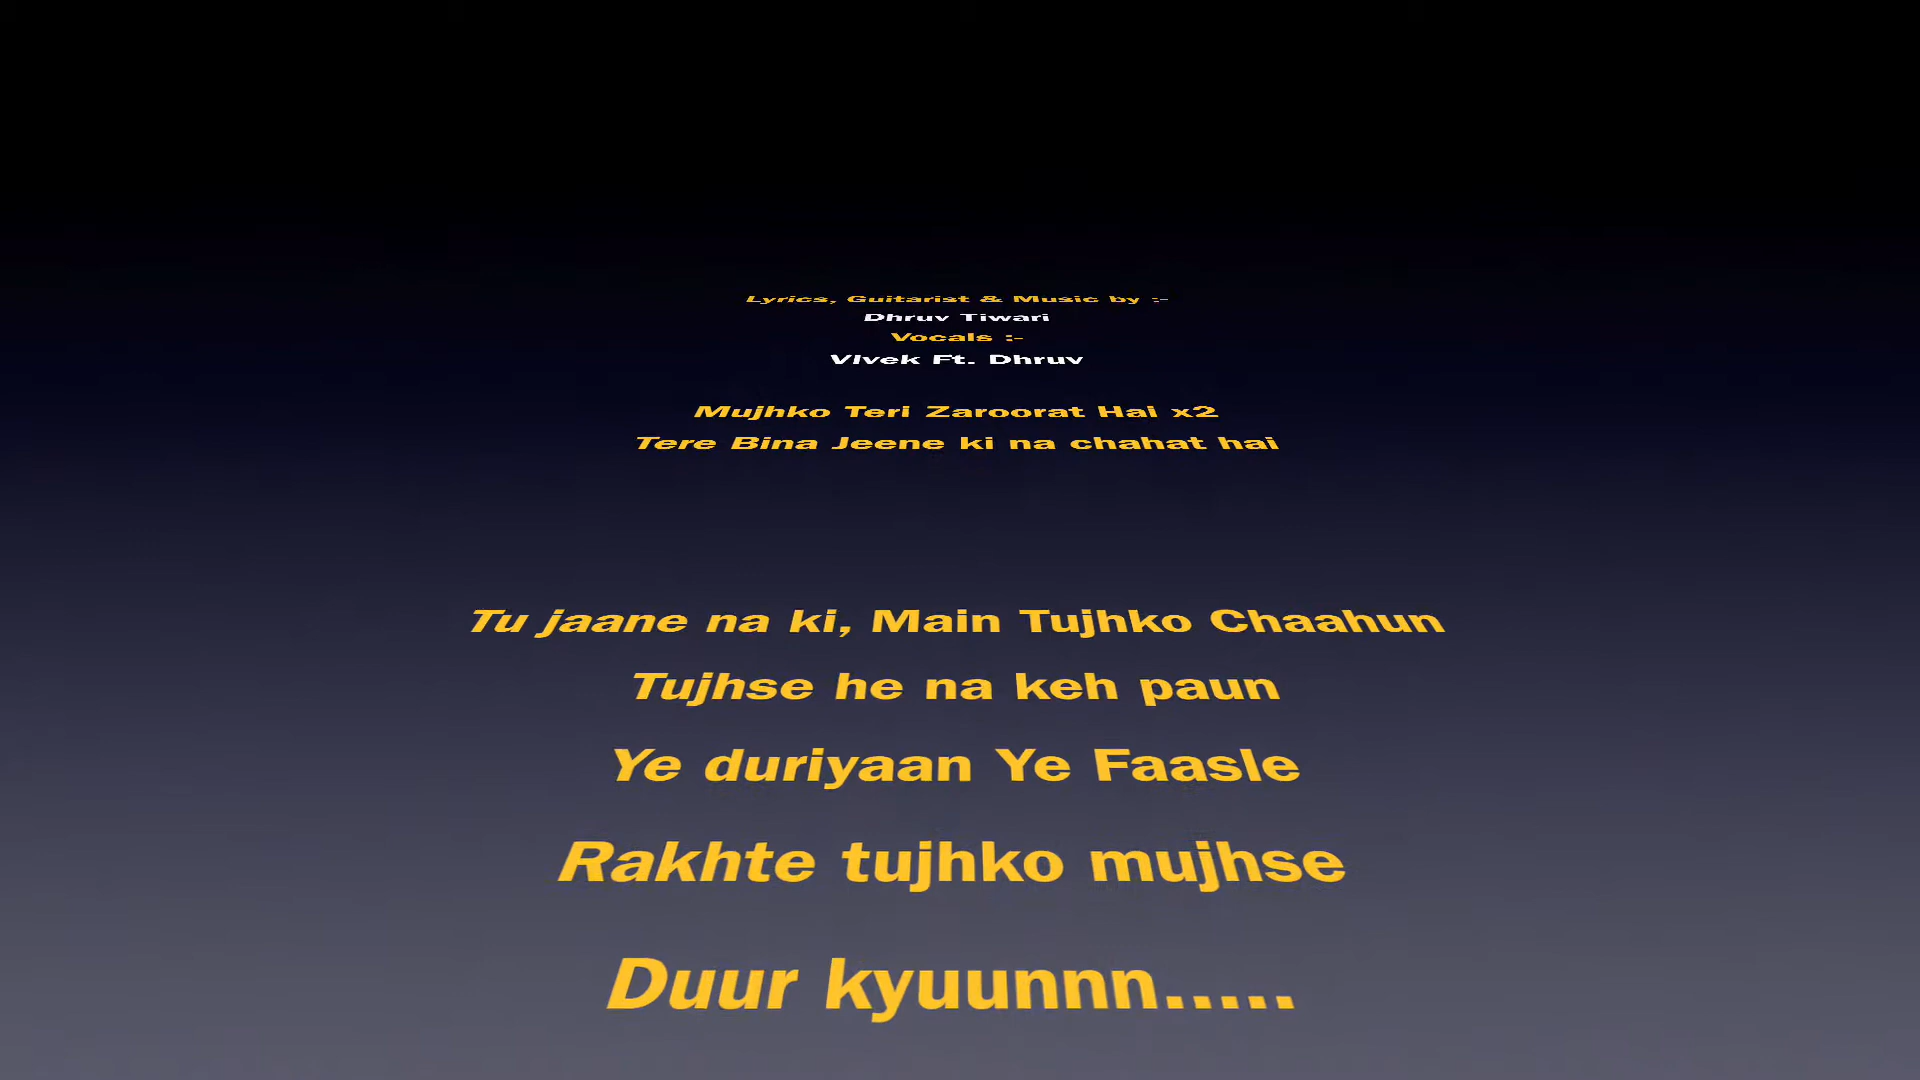 Lyrics, Guitarist & Music by :-
Dhruv Tiwari
Vocals :-
VIvek Ft. Dhruv
Mujhko Teri Zaroorat Hai x2
Tere Bina Jeene ki na chahat hai
Tu jaane na ki, Main Tujhko Chaahun
Tujhse he na keh paun
Ye duriyaan Ye Faasle
Rakhte tujhko mujhse
Duur kyuunnn.....